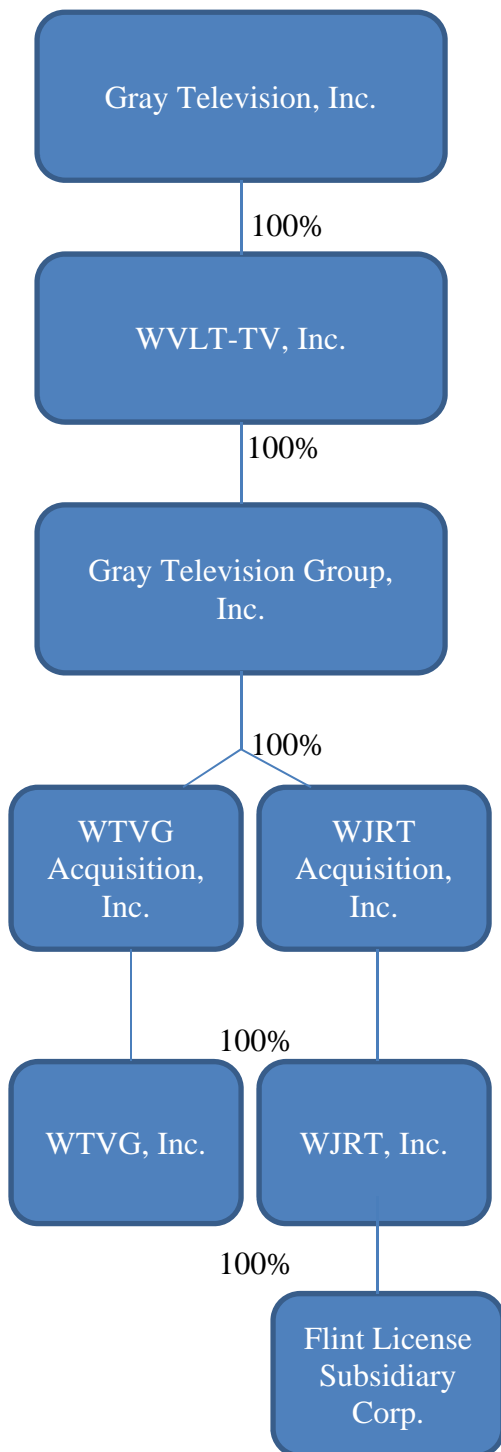 Gray Television, Inc.
100%
WVLT-TV, Inc.
100%
Gray Television Group,
Inc.
100%
WTVG
Acquisition,
Inc.
WJRT
Acquisition,
Inc.
100%
WTVG, Inc.
WJRT, Inc.
100%
Flint License
Subsidiary
Corp.